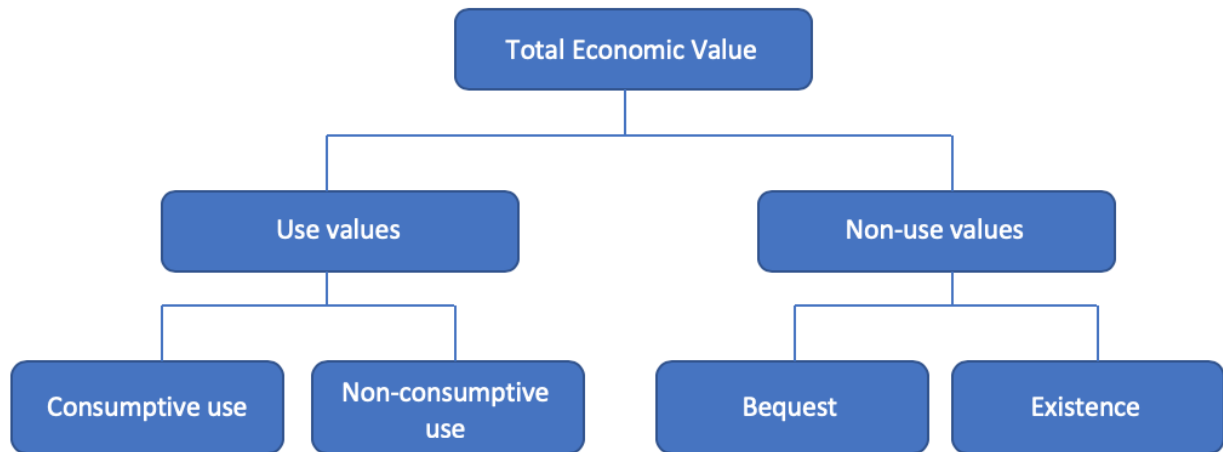 Total Economic Value
Use values
Non-use values
Consumptive use
Non-consumptive
use
Bequest
Existence